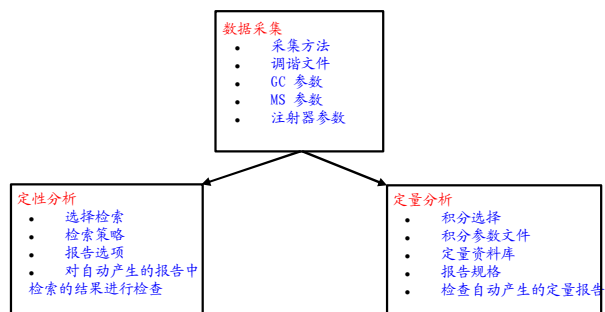 数据采集
• 采集方法
• 调谐文件
• GC 参数
• MS 参数
• 注射器参数
定性分析
• 选择检索
• 检索策略
• 报告选项
• 对自动产生的报告中
检索的结果进行检查
定量分析
• 积分选择
• 积分参数文件
• 定量资料库
• 报告规格
• 检查自动产生的定量报告